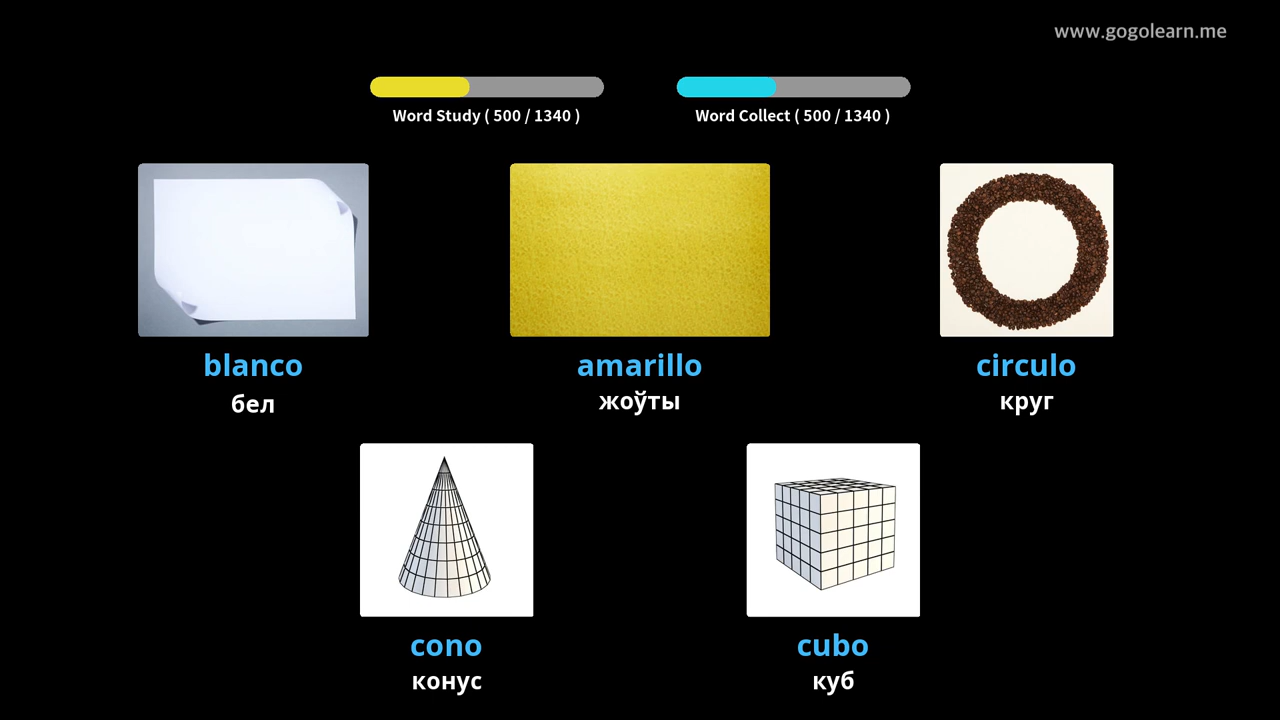 www.gogolearn.me
Word Study ( 500 / 1340 )
Word Collect ( 500 / 1340 )
blanco
бел
amarillo
жоўты
circulo
круг
cono
конус
cubo
куб